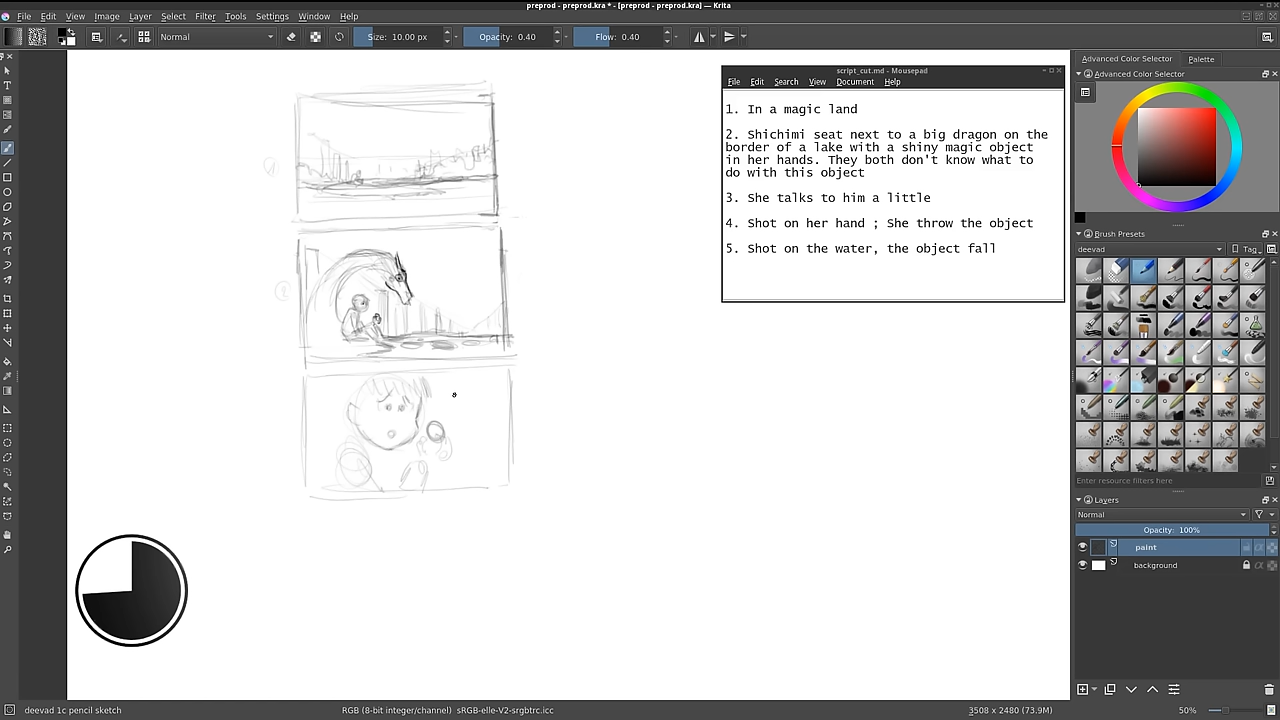 preprod - preprod.kra * - [preprod - preprod.kra] — Krita
File Edit View Image Layer Select Filter Tools Settings Window Help
Normal Size: 10.00 px Opacity: 0.40 Flow: 0.40
Advanced Color Selector Palette
Advanced Color Selector
script_cut.md - Mousepad
File Edit Search View Document Help
1. In a magic land
2. Shichimi seat next to a big dragon on the
border of a lake with a shiny magic object
in her hands. They both don't know what to
do with this object
3. She talks to him a little
4. Shot on her hand ; She throw the object
5. Shot on the water, the object fall
1
2
Brush Presets
deevad Tag
Enter resource filters here
Layers
Normal
Opacity: 100%
paint
background
deevad 1c pencil sketch RGB (8-bit integer/channel) sRGB-elle-V2-srgbtrc.icc 3508 x 2480 (73.9M) 50%